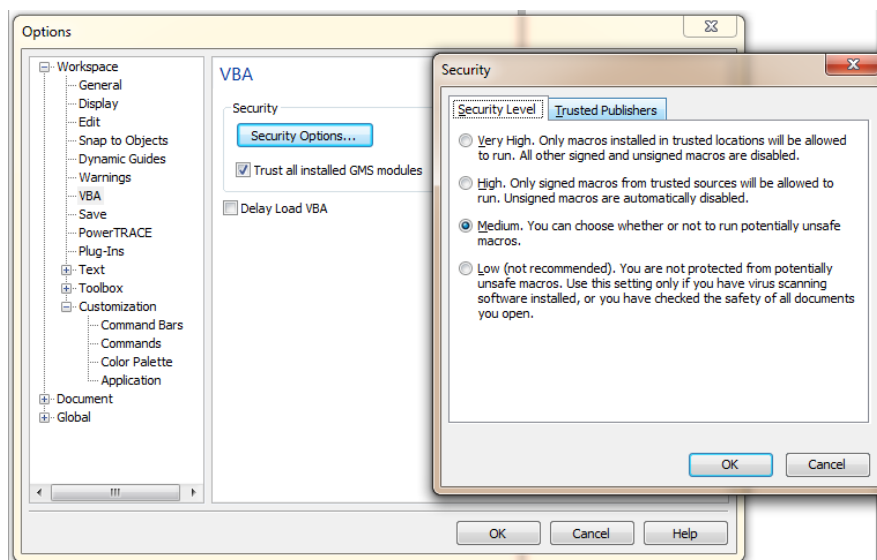 Options
Workspace
General
Display
Edit
Snap to Objects
Dynamic Guides
Warnings
VBA
Save
PowerTRACE
Plug-Ins
Text
Toolbox
Customization
Command Bars
Commands
Color Palette
Application
Document
Global
VBA
Security
Security Options...
Trust all installed GMS modules
Delay Load VBA
OK
Cancel
Help
Security
Security Level
Trusted Publishers
Very High. Only macros installed in trusted locations will be allowed
to run. All other signed and unsigned macros are disabled.
High. Only signed macros from trusted sources will be allowed to
run. Unsigned macros are automatically disabled.
Medium. You can choose whether or not to run potentially unsafe
macros.
Low (not recommended). You are not protected from potentially
unsafe macros. Use this setting only if you have virus scanning
software installed, or you have checked the safety of all documents
you open.
OK
Cancel